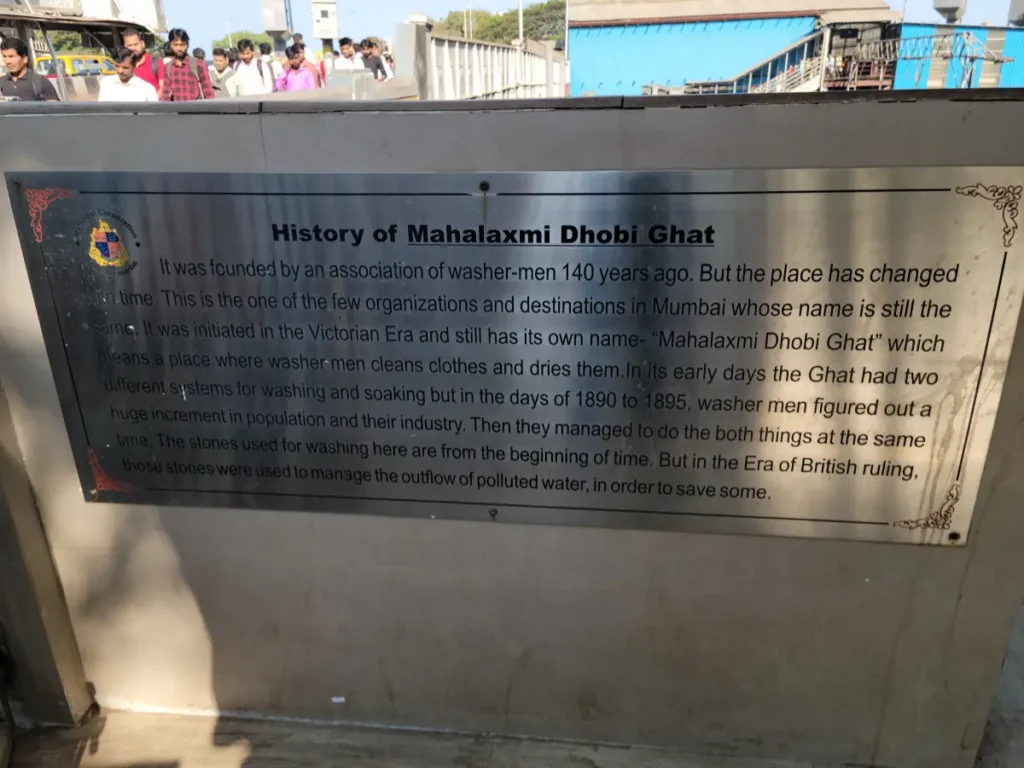 History of Mahalaxmi Dhobi Ghat
It was founded by an association of washer-men 140 years ago. But the place has changed
in time. This is the one of the few organizations and destinations in Mumbai whose name is still the
same. It was initiated in the Victorian Era and still has its own name- “Mahalaxmi Dhobi Ghat” which
means a place where washer men cleans clothes and dries them.In its early days the Ghat had two
different systems for washing and soaking but in the days of 1890 to 1895, washer men figured out a
huge increment in population and their industry. Then they managed to do the both things at the same
time. The stones used for washing here are from the beginning of time. But in the Era of British ruling,
those stones were used to manage the outflow of polluted water, in order to save some.